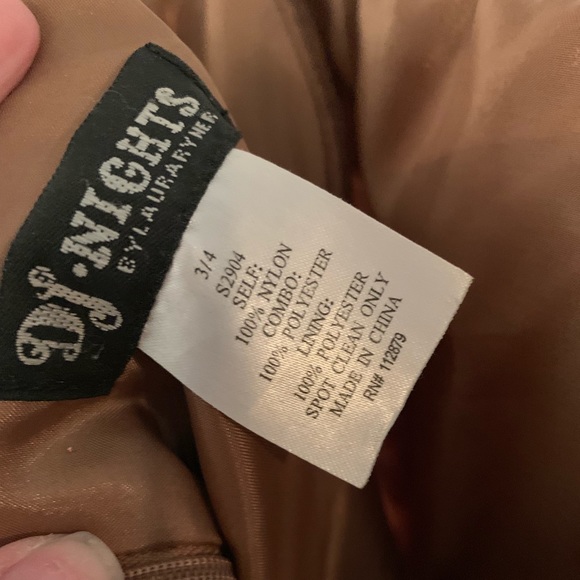 DJ·NIGHTS
BY LAURA RYNER
3/4
S2904
SELF:
100% NYLON
COMBO:
100% POLYESTER
LINING:
100% POLYESTER
SPOT CLEAN ONLY
MADE IN CHINA
RN# 112879